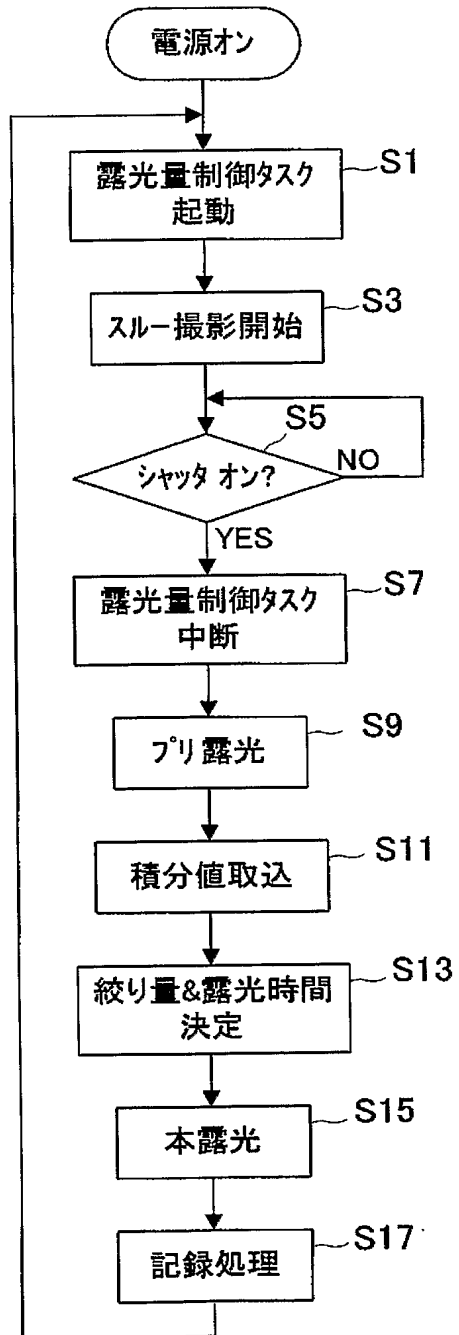 電源オン
S1
露光量制御タスク
起動
S3
スルー撮影開始
S5
シャッタ オン?
NO
YES
S7
露光量制御タスク
中断
S9
プリ露光
S11
積分値取込
S13
絞り量&露光時間
決定
S15
本露光
S17
記録処理